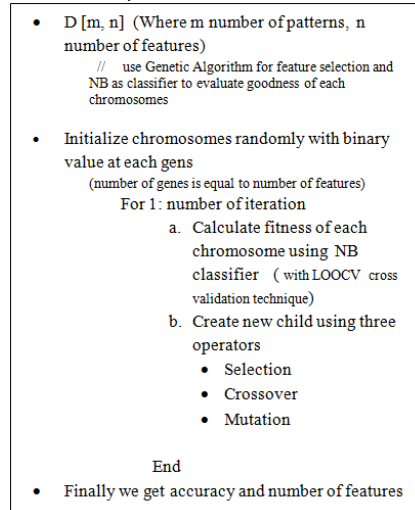 • D [m, n] (Where m number of patterns, n
number of features)
// use Genetic Algorithm for feature selection and
NB as classifier to evaluate goodness of each
chromosomes
• Initialize chromosomes randomly with binary
value at each gens
(number of genes is equal to number of features)
For 1: number of iteration
a. Calculate fitness of each
chromosome using NB
classifier ( with LOOCV cross
validation technique)
b. Create new child using three
operators
• Selection
• Crossover
• Mutation
End
• Finally we get accuracy and number of features